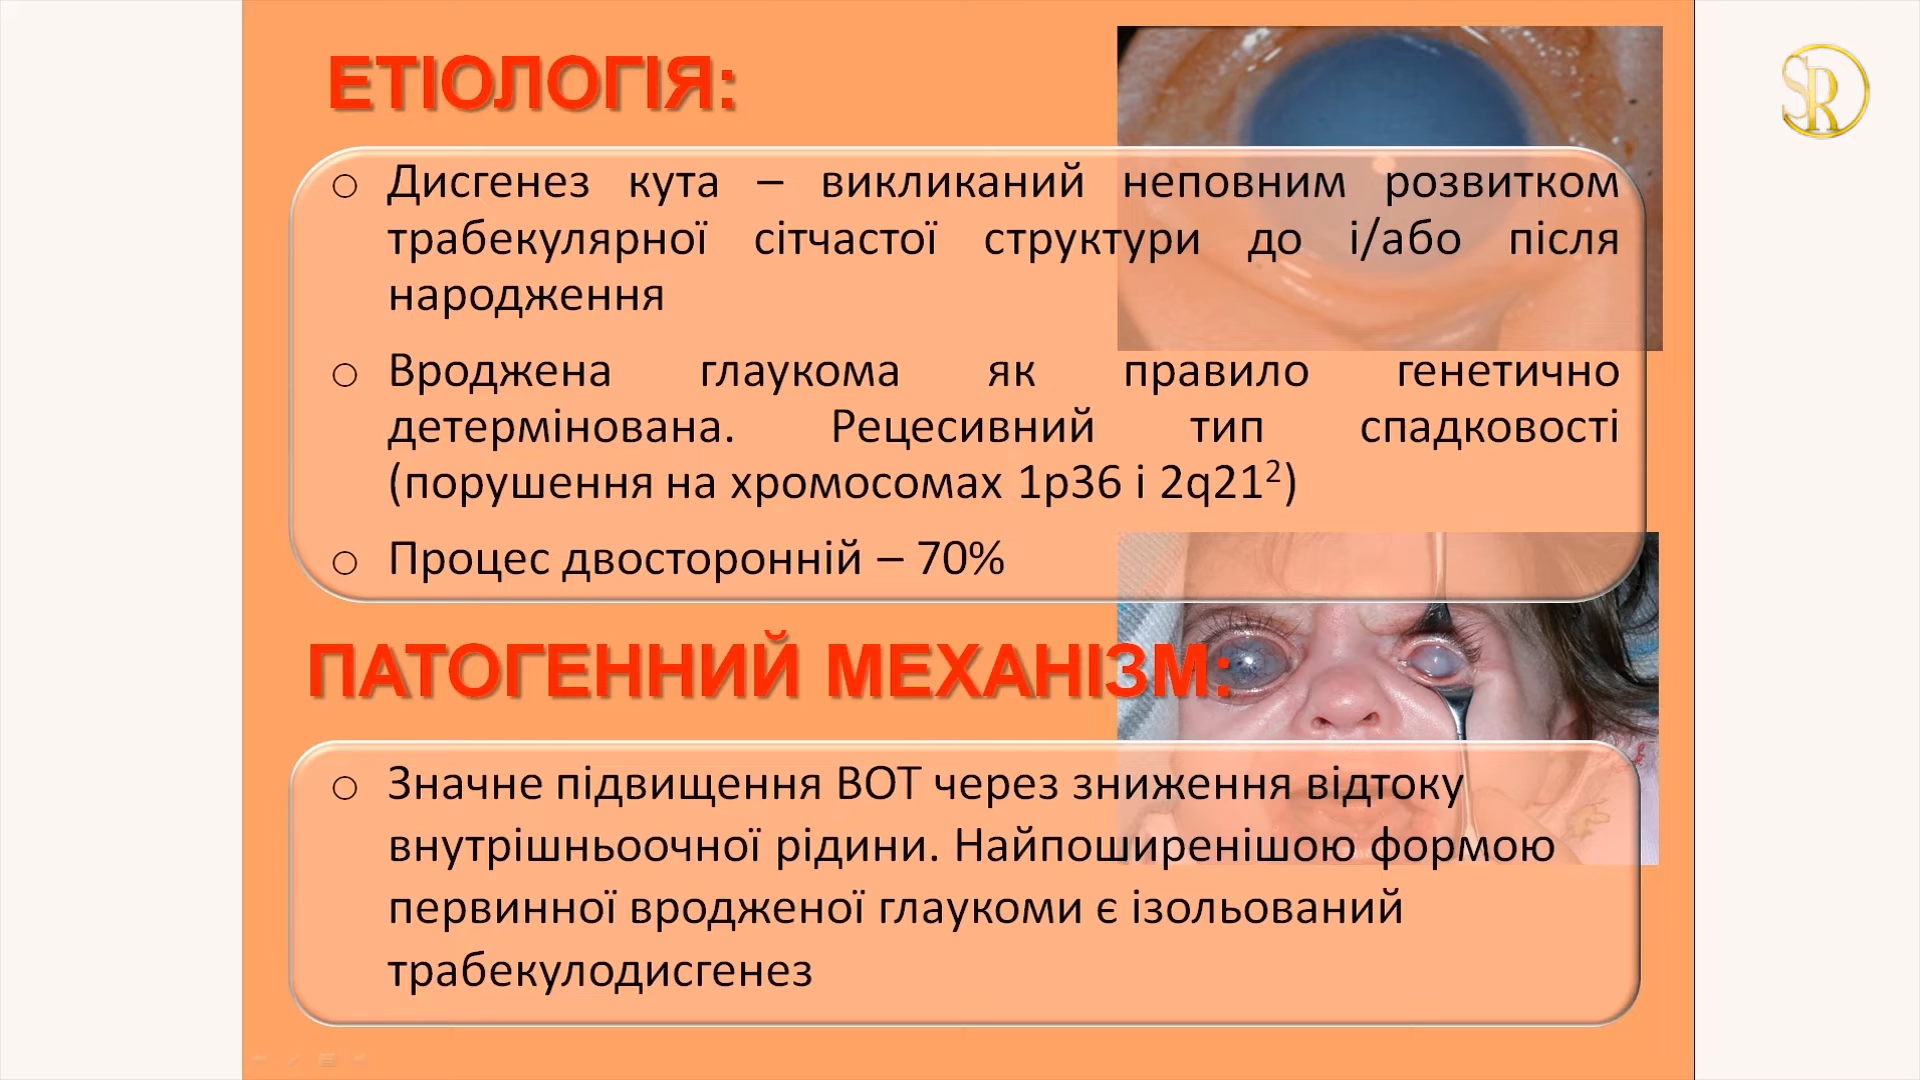 ЕТІОЛОГІЯ:
SR
o Дисгенез кута – викликаний неповним розвитком
трабекулярної сітчастої структури до і/або після
народження
o Вроджена глаукома як правило генетично
детермінована. Рецесивний тип спадковості
(порушення на хромосомах 1p36 і 2q21²)
o Процес двосторонній – 70%
ПАТОГЕННИЙ МЕХАНІЗМ:
o Значне підвищення ВОТ через зниження відтоку
внутрішньоочної рідини. Найпоширенішою формою
первинної вродженої глаукоми є ізольований
трабекулодисгенез